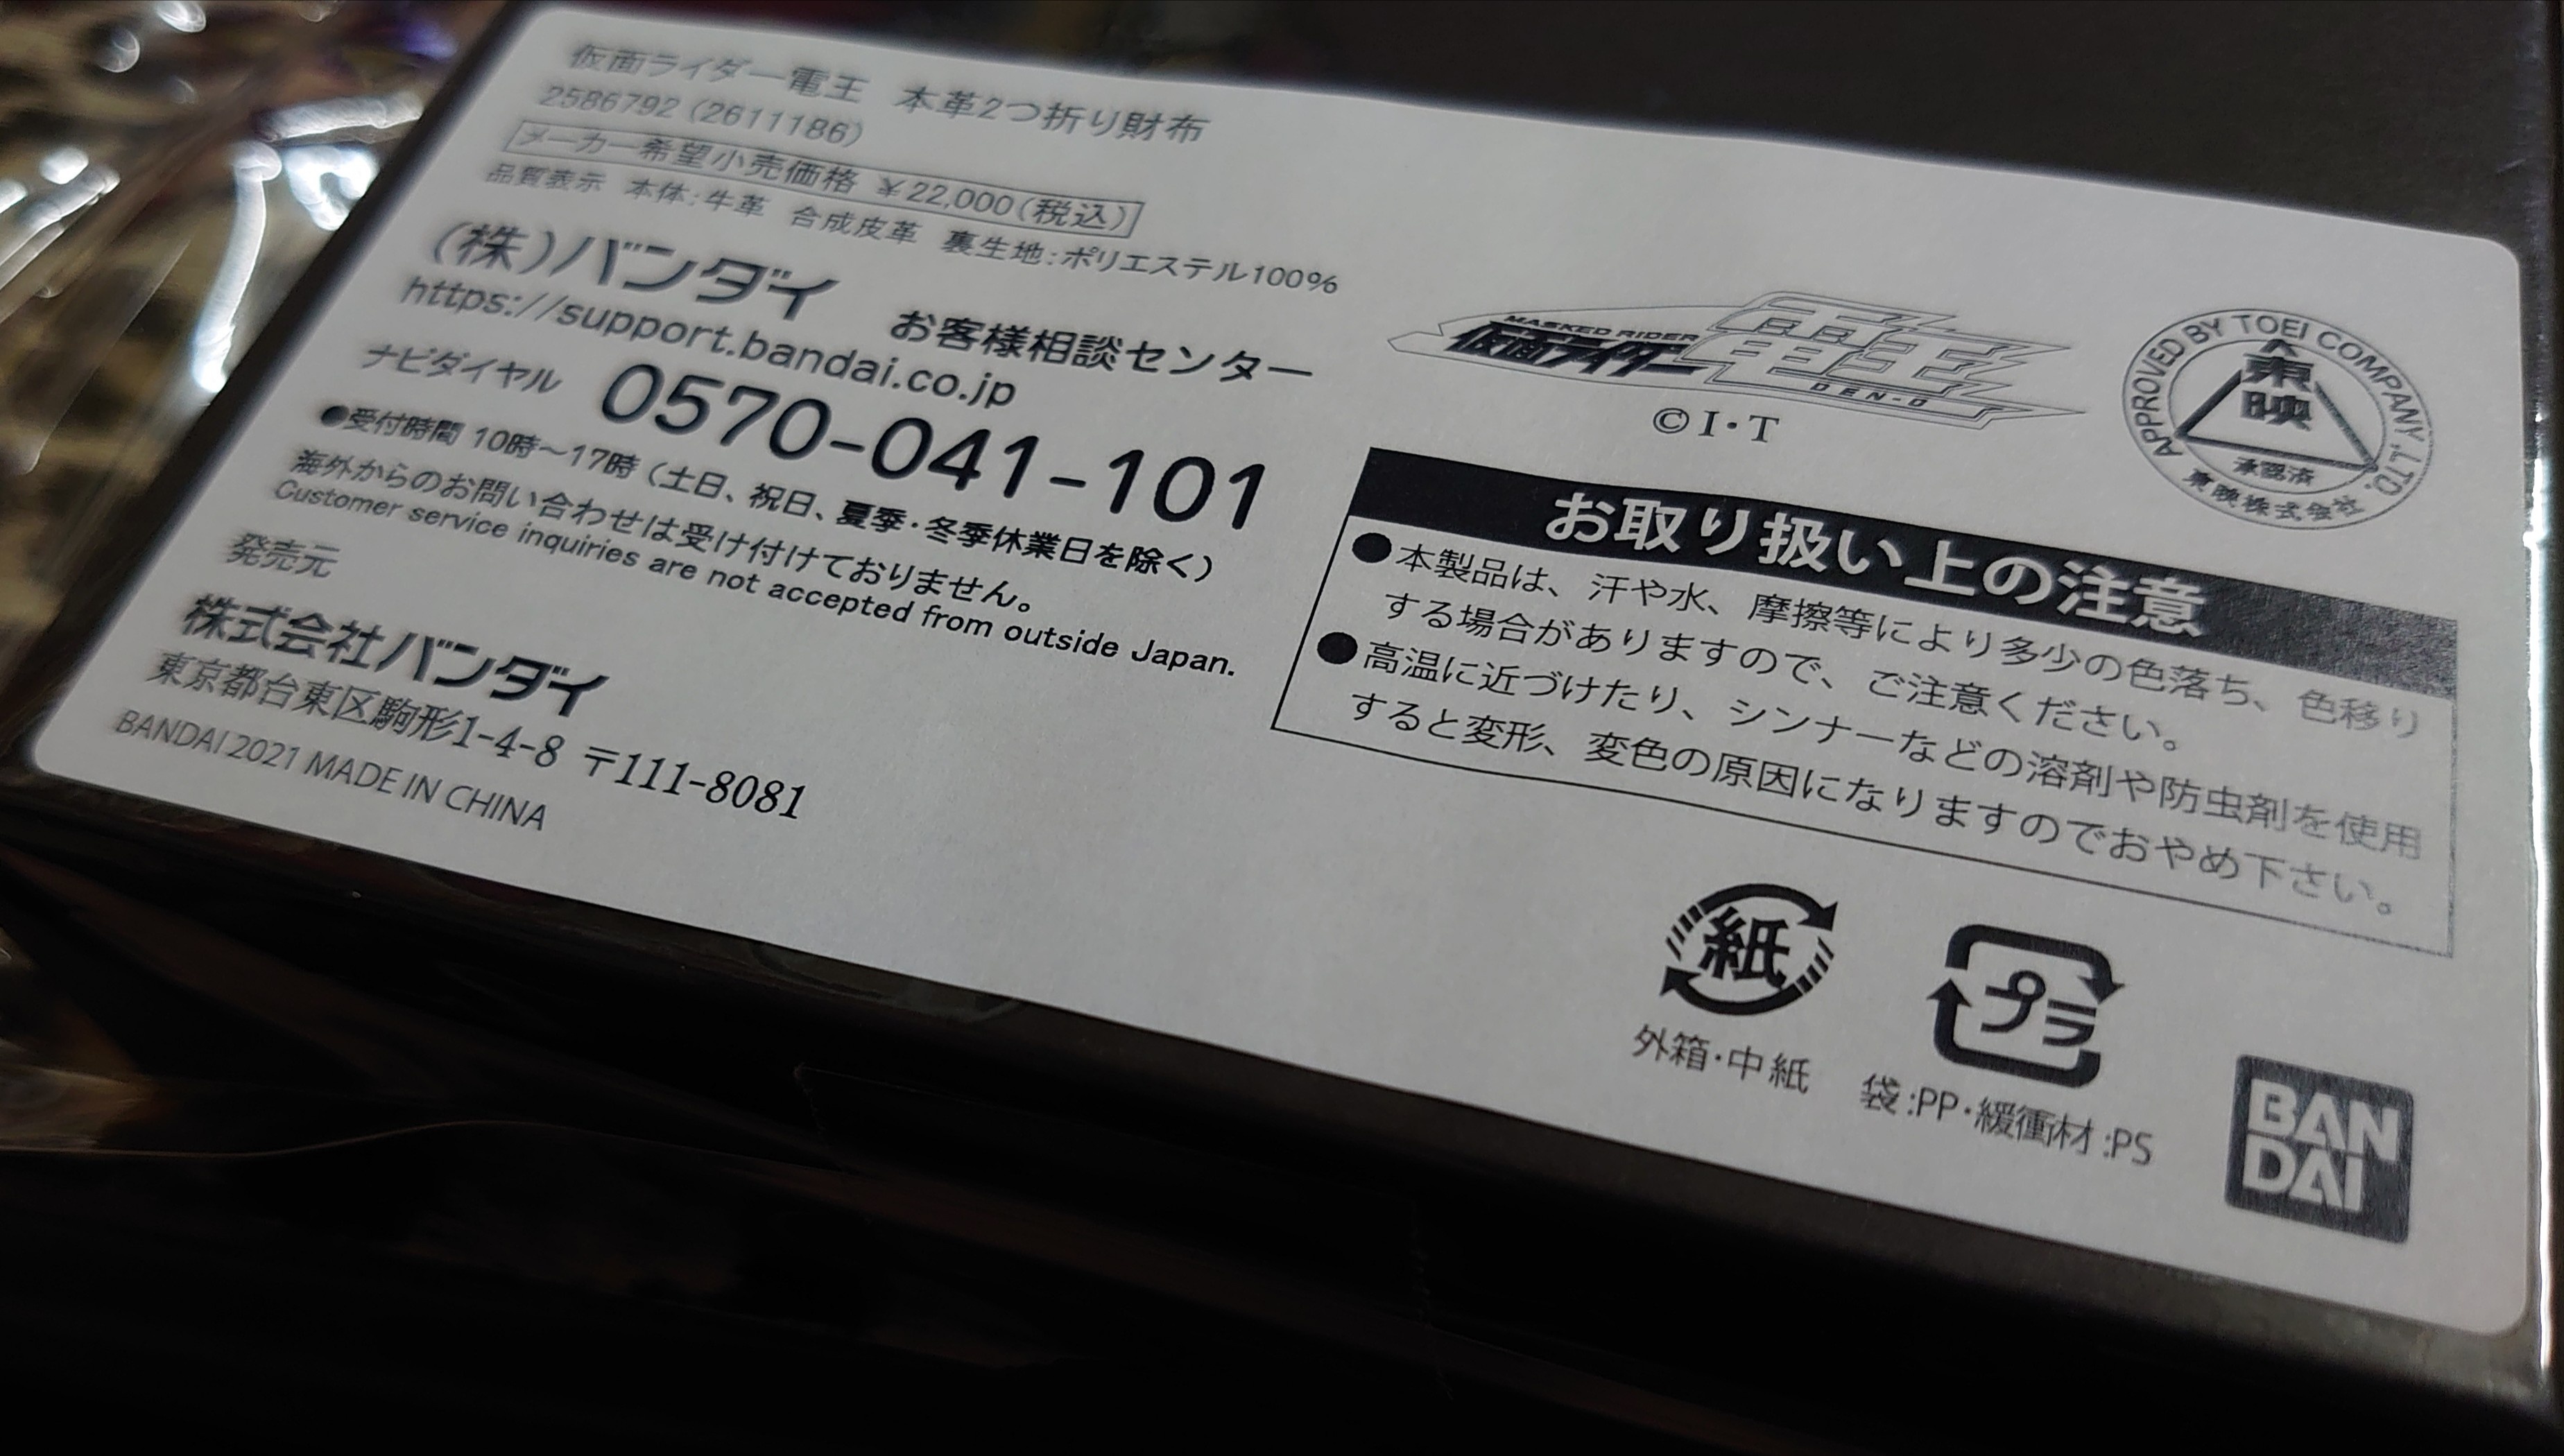 仮面ライダー電王　本革2つ折り財布
2586792 (2611186)
メーカー希望小売価格 ¥22,000(税込)
品質表示 本体:牛革 合成皮革 裏生地:ポリエステル100%
(株)バンダイ お客様相談センター
https://support.bandai.co.jp
ナビダイヤル 0570-041-101
●受付時間 10時～17時(土日、祝日、夏季・冬季休業日を除く)
海外からのお問い合わせは受け付けておりません。
Customer service inquiries are not accepted from outside Japan.
発売元
株式会社バンダイ
東京都台東区駒形1-4-8 〒111-8081
BANDAI 2021 MADE IN CHINA
MASKED RIDER
仮面ライダー電王
DEN-O
©I・T
APPROVED BY TOEI COMPANY, LTD.
東映
承認済
東映株式会社
お取り扱い上の注意
●本製品は、汗や水、摩擦等により多少の色落ち、色移り
する場合がありますので、ご注意ください。
●高温に近づけたり、シンナーなどの溶剤や防虫剤を使用
すると変形、変色の原因になりますのでおやめ下さい。
紙
外箱・中紙
プラ
袋:PP・緩衝材:PS
BAN
DAI